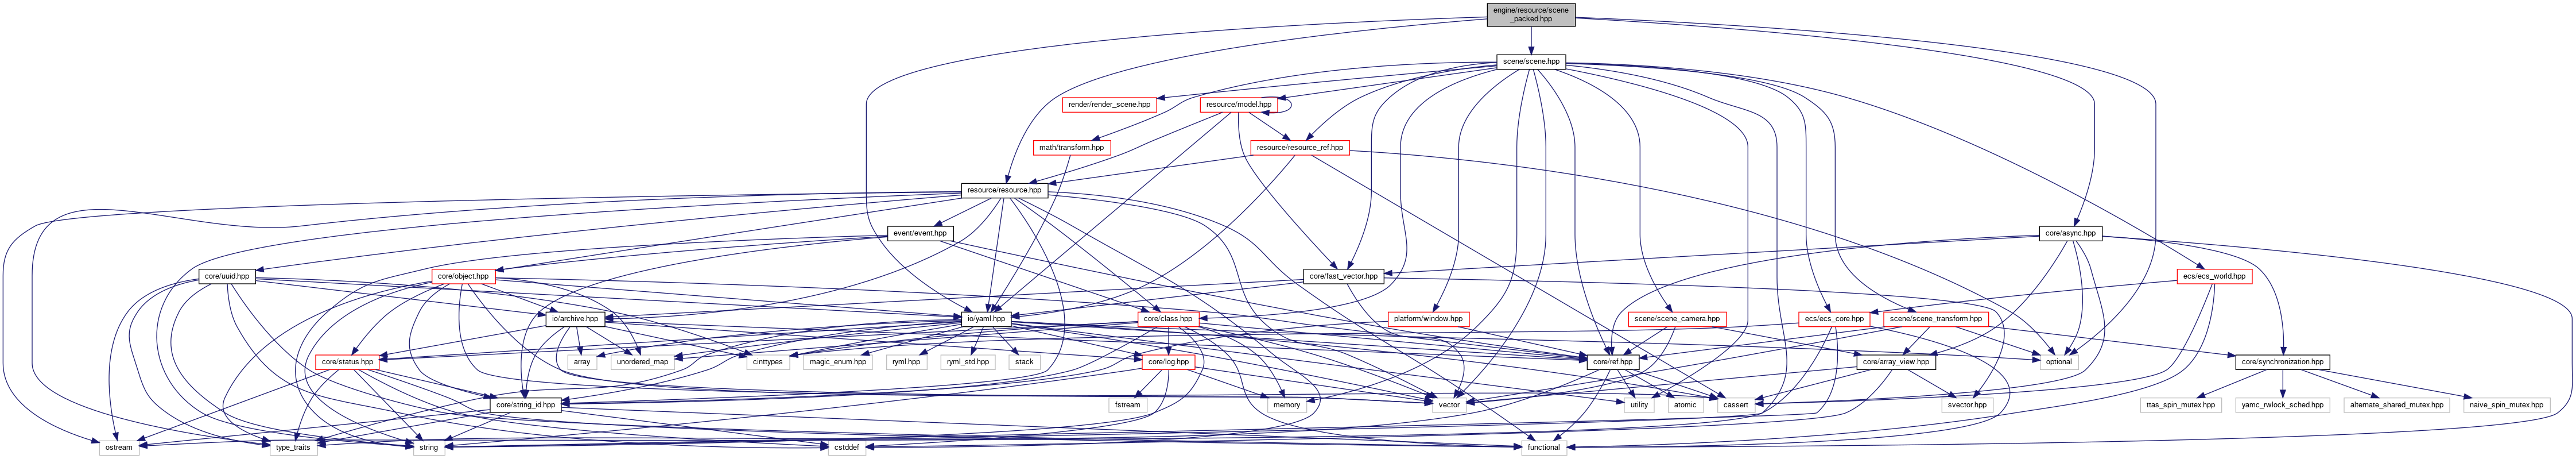 engine/resource/scene
_packed.hpp
scene/scene.hpp
render/render_scene.hpp
resource/model.hpp
math/transform.hpp
resource/resource_ref.hpp
resource/resource.hpp
event/event.hpp
core/async.hpp
core/uuid.hpp
core/object.hpp
core/fast_vector.hpp
ecs/ecs_world.hpp
io/archive.hpp
io/yaml.hpp
core/class.hpp
platform/window.hpp
scene/scene_camera.hpp
ecs/ecs_core.hpp
scene/scene_transform.hpp
core/status.hpp
array
unordered_map
cinttypes
magic_enum.hpp
ryml.hpp
ryml_std.hpp
stack
core/log.hpp
core/ref.hpp
core/array_view.hpp
optional
core/synchronization.hpp
core/string_id.hpp
fstream
memory
vector
utility
atomic
cassert
svector.hpp
ttas_spin_mutex.hpp
yamc_rwlock_sched.hpp
alternate_shared_mutex.hpp
naive_spin_mutex.hpp
ostream
type_traits
string
cstddef
functional